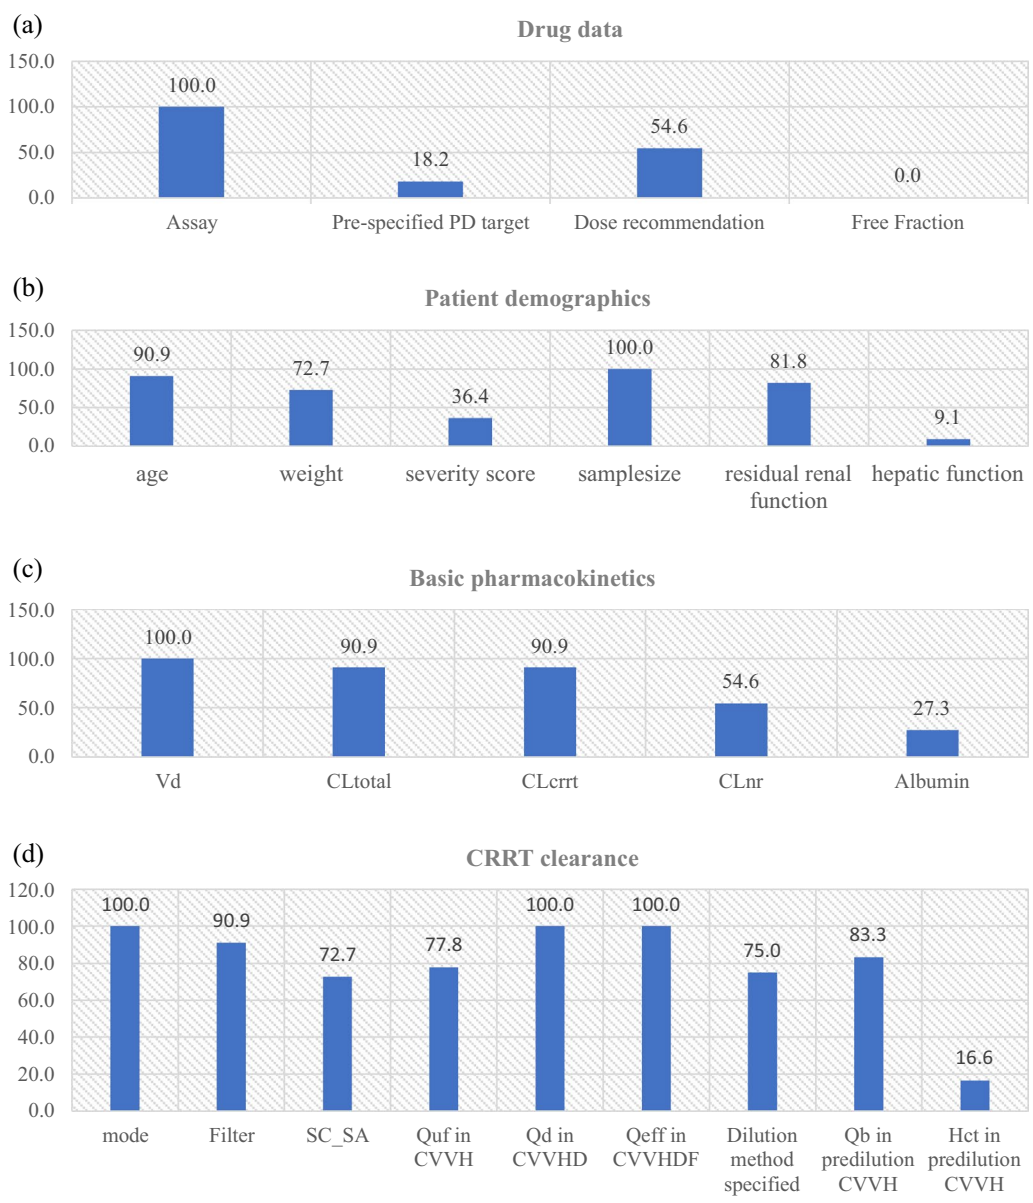 (a)
Drug data
150.0
100.0
50.0
0.0
100.0
18.2
54.6
0.0
Assay
Pre-specified PD target
Dose recommendation
Free Fraction
(b)
Patient demographics
150.0
100.0
50.0
0.0
90.9
72.7
36.4
100.0
81.8
9.1
age
weight
severity score
samplesize
residual renal
function
hepatic function
(c)
Basic pharmacokinetics
150.0
100.0
50.0
0.0
100.0
90.9
90.9
54.6
27.3
Vd
CLtotal
CLcrrt
CLnr
Albumin
(d)
CRRT clearance
120.0
100.0
80.0
60.0
40.0
20.0
0.0
100.0
90.9
72.7
77.8
100.0
100.0
75.0
83.3
16.6
mode
Filter
SC_SA
Quf in
CVVH
Qd in
CVVHD
Qeff in
CVVHDF
Dilution
method
specified
Qb in
predilution
CVVH
Hct in
predilution
CVVH